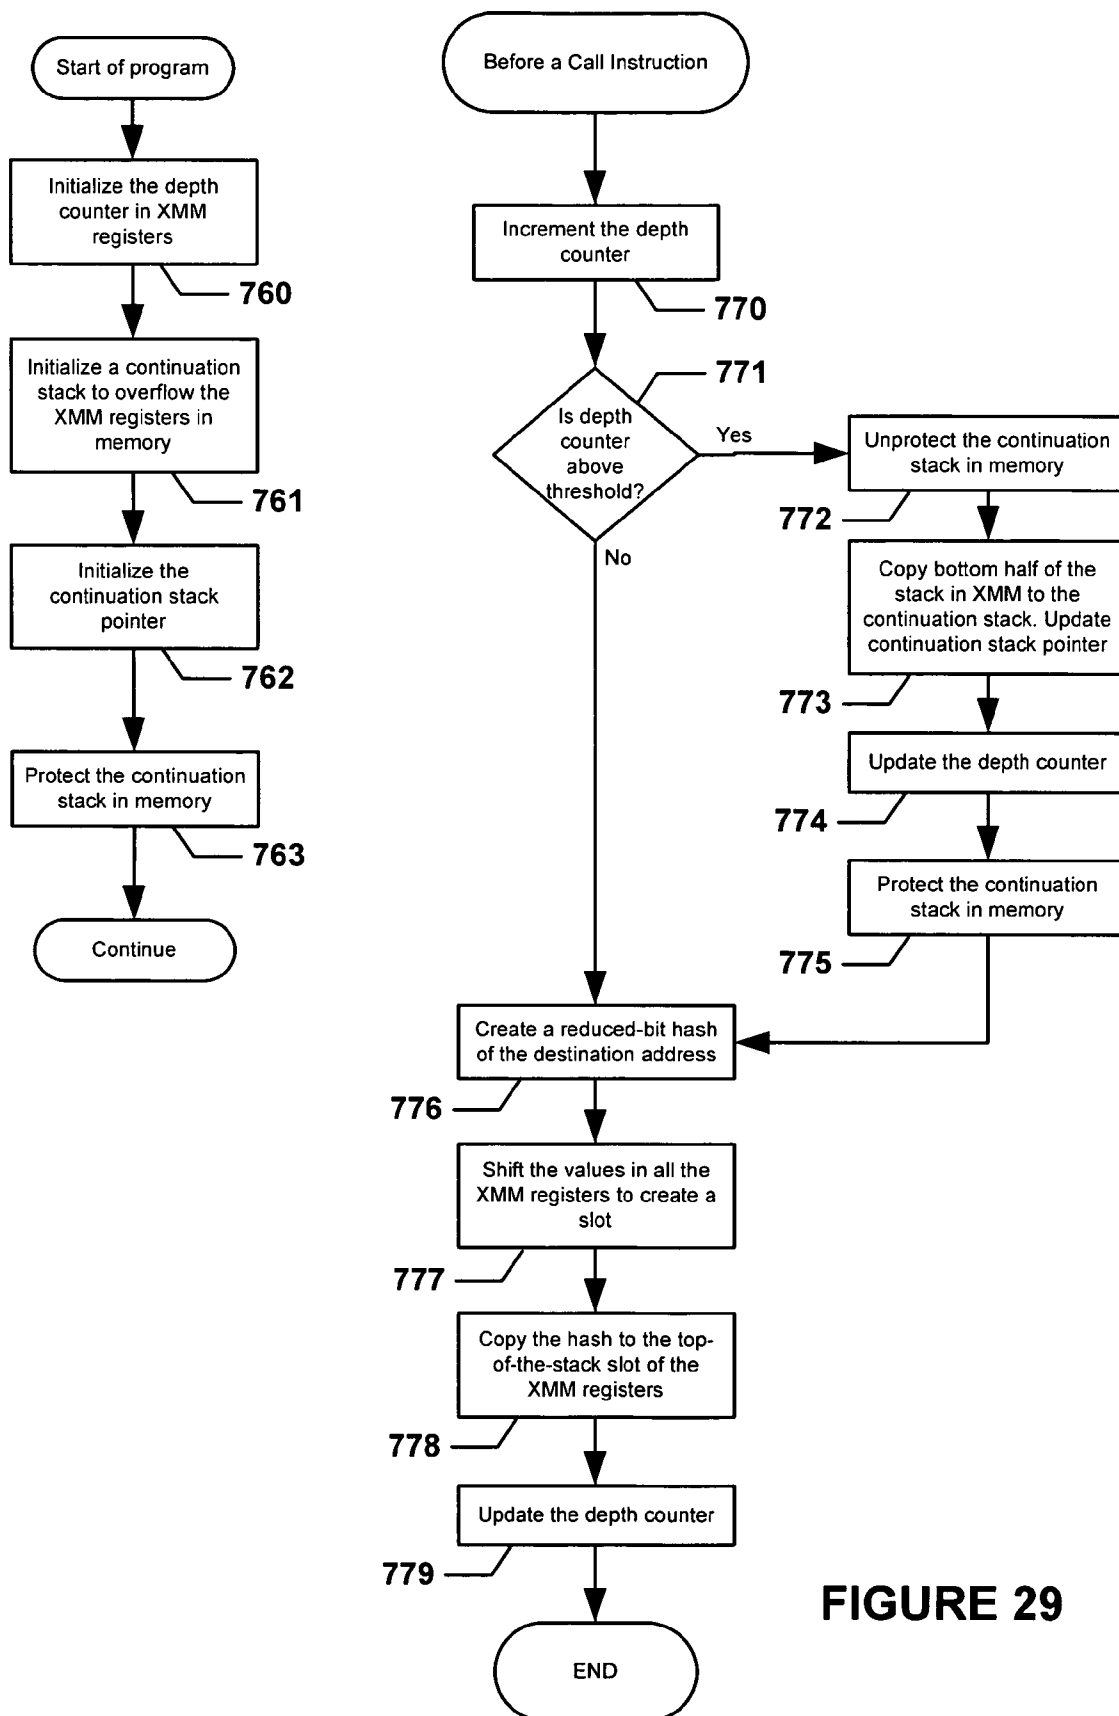 Start of program
Initialize the depth
counter in XMM
registers
760
Initialize a continuation
stack to overflow the
XMM registers in
memory
761
Initialize the
continuation stack
pointer
762
Protect the continuation
stack in memory
763
Continue
Before a Call Instruction
Increment the depth
counter
770
771
Is depth
counter
above
threshold?
Yes
No
Unprotect the continuation
stack in memory
772
Copy bottom half of the
stack in XMM to the
continuation stack. Update
continuation stack pointer
773
Update the depth counter
774
Protect the continuation
stack in memory
775
Create a reduced-bit hash
of the destination address
776
Shift the values in all the
XMM registers to create a
slot
777
Copy the hash to the top-
of-the-stack slot of the
XMM registers
778
Update the depth counter
779
END
FIGURE 29